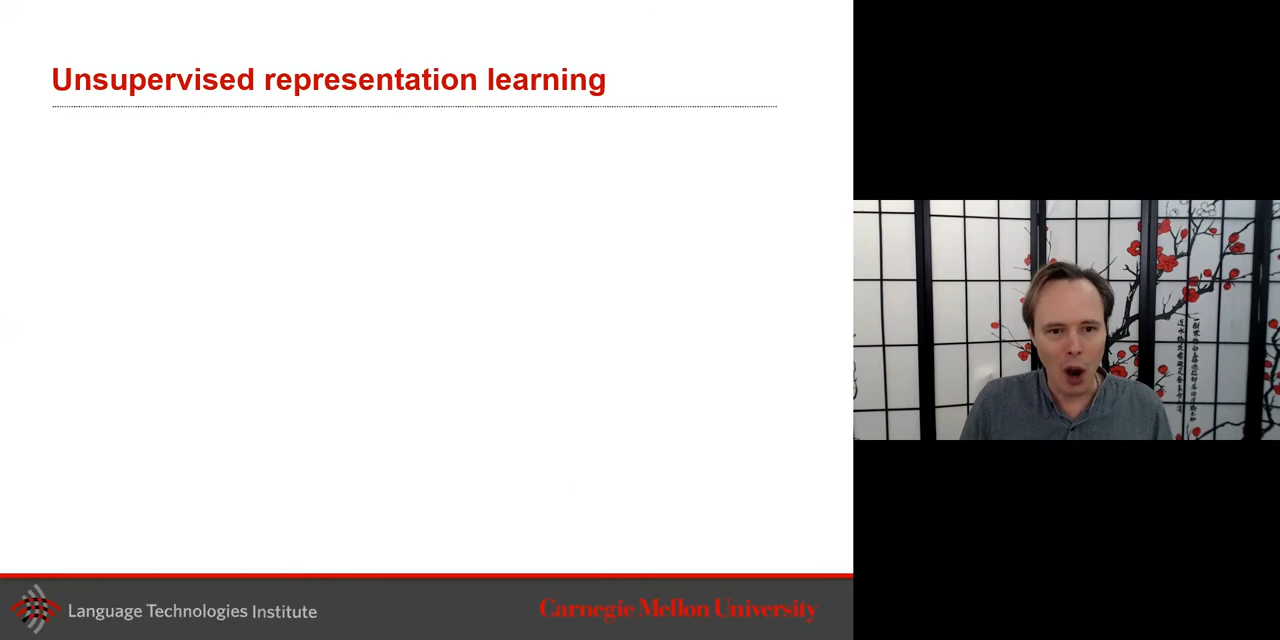 Unsupervised representation learning
Language Technologies Institute
Carnegie Mellon University